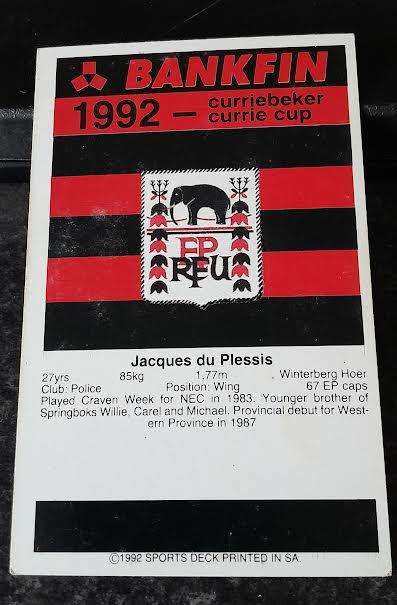 BANKFIN
1992 — curriebeker
currie cup
EP
RFU
Jacques du Plessis
27yrs 85kg 1,77m Winterberg Hoer
Club: Police Position: Wing 67 EP caps
Played Craven Week for NEC in 1983. Younger brother of
Springboks Willie, Carel and Michael. Provincial debut for West-
ern Province in 1987
©1992 SPORTS DECK PRINTED IN SA.